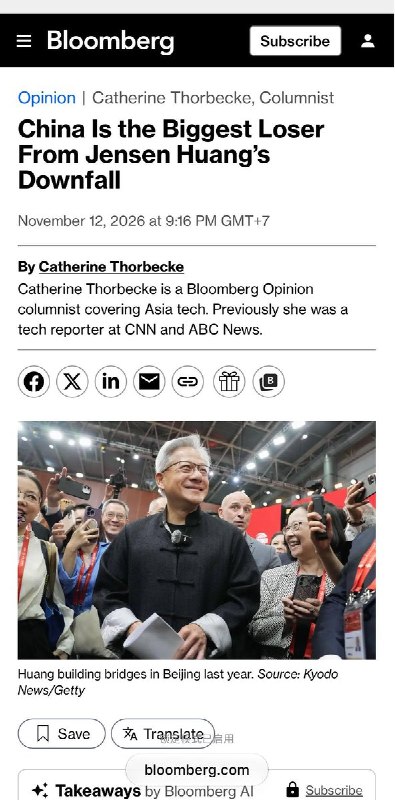 Bloomberg
Subscribe
Opinion | Catherine Thorbecke, Columnist
China Is the Biggest Loser
From Jensen Huang’s
Downfall
November 12, 2026 at 9:16 PM GMT+7
By Catherine Thorbecke
Catherine Thorbecke is a Bloomberg Opinion
columnist covering Asia tech. Previously she was a
tech reporter at CNN and ABC News.
Huang building bridges in Beijing last year. Source: Kyodo
News/Getty
Save
Translate
bloomberg.com
Takeaways by Bloomberg AI
Subscribe